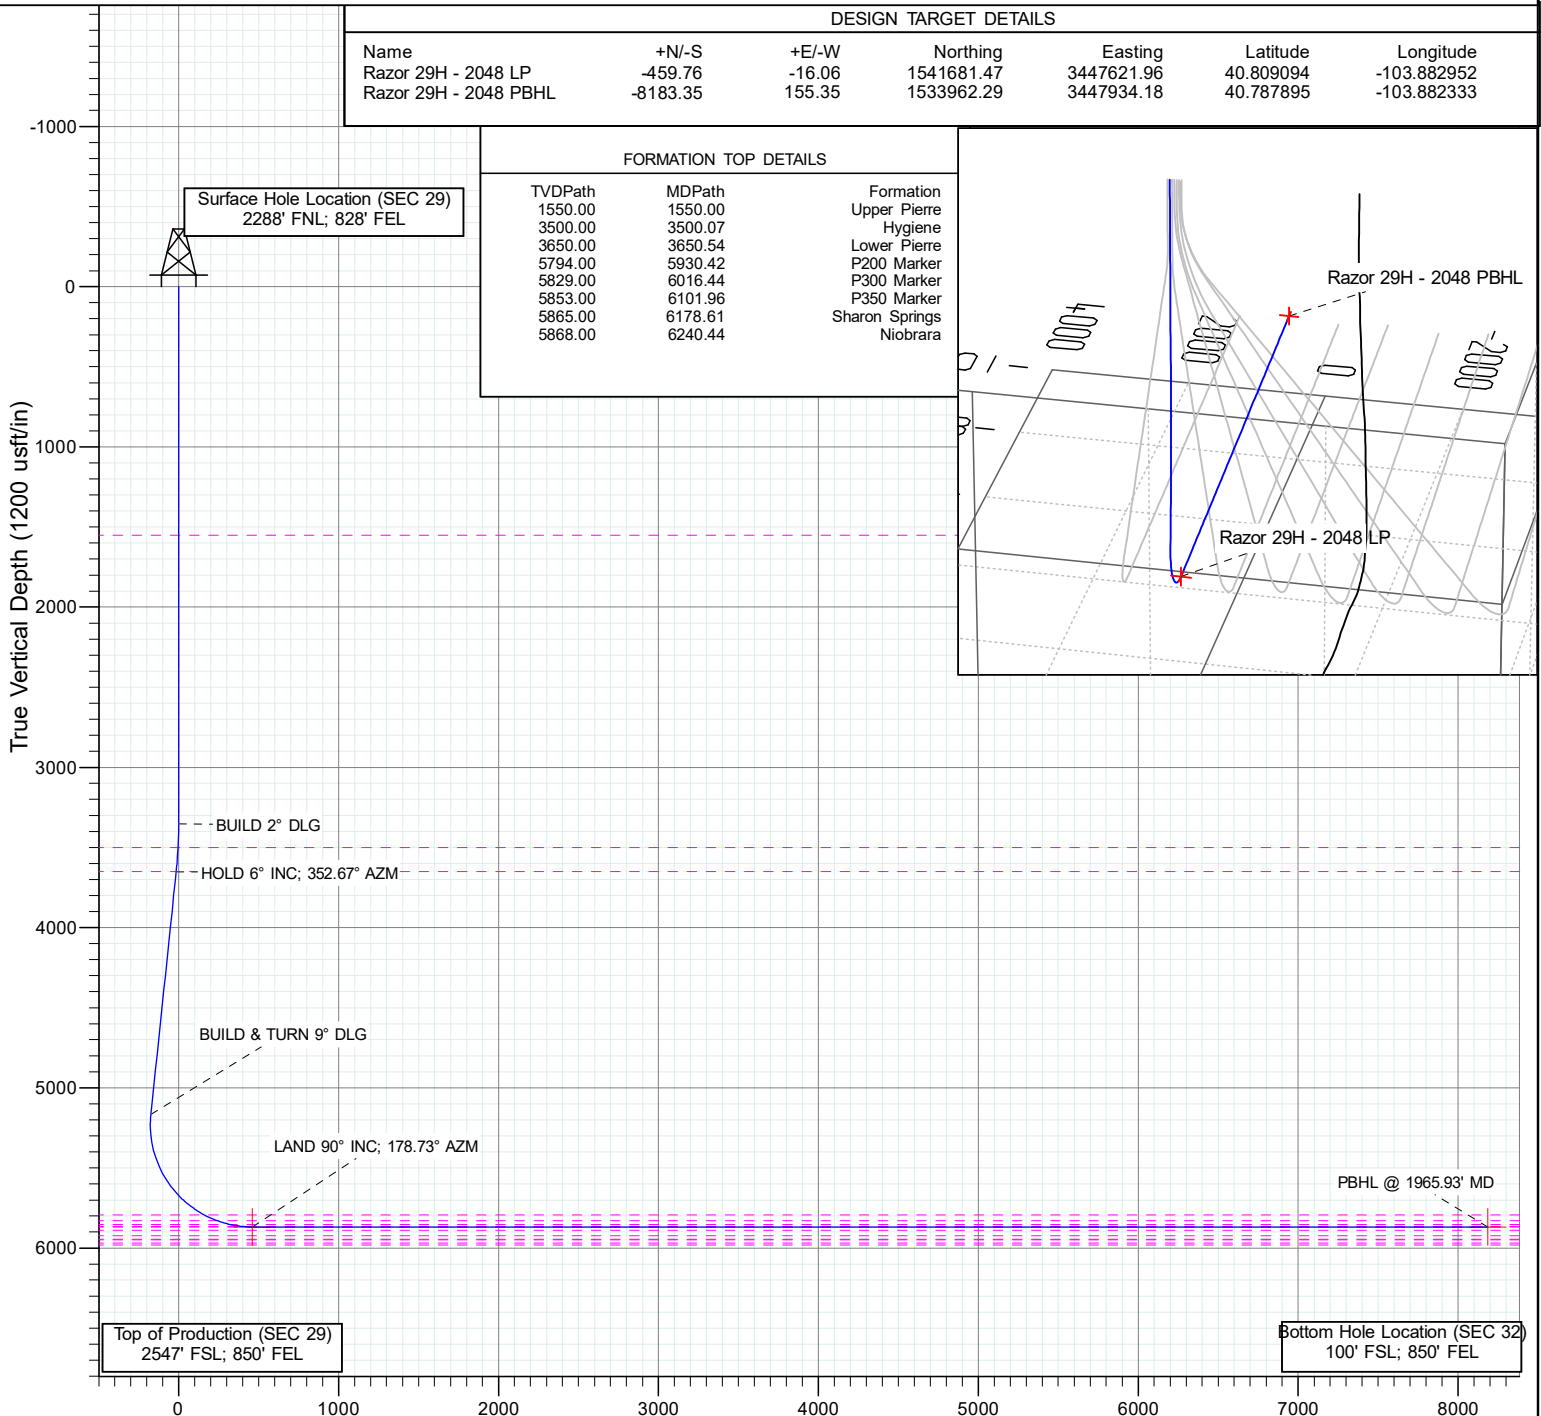 DESIGN TARGET DETAILS
Name +N/-S +E/-W Northing Easting Latitude Longitude
Razor 29H - 2048 LP -459.76 -16.06 1541681.47 3447621.96 40.809094 -103.882952
Razor 29H - 2048 PBHL -8183.35 155.35 1533962.29 3447934.18 40.787895 -103.882333
FORMATION TOP DETAILS
TVDPath MDPath Formation
1550.00 1550.00 Upper Pierre
3500.00 3500.07 Hygiene
3650.00 3650.54 Lower Pierre
5794.00 5930.42 P200 Marker
5829.00 6016.44 P300 Marker
5853.00 6101.96 P350 Marker
5865.00 6178.61 Sharon Springs
5868.00 6240.44 Niobrara
Surface Hole Location (SEC 29)
2288' FNL; 828' FEL
Razor 29H - 2048 PBHL
Razor 29H - 2048 LP
0
True Vertical Depth (1200 usft/in)
-1000
0
1000
2000
3000
4000
5000
6000
BUILD 2° DLG
HOLD 6° INC; 352.67° AZM
BUILD & TURN 9° DLG
LAND 90° INC; 178.73° AZM
PBHL @ 1965.93' MD
Top of Production (SEC 29)
2547' FSL; 850' FEL
Bottom Hole Location (SEC 32)
100' FSL; 850' FEL
0 1000 2000 3000 4000 5000 6000 7000 8000